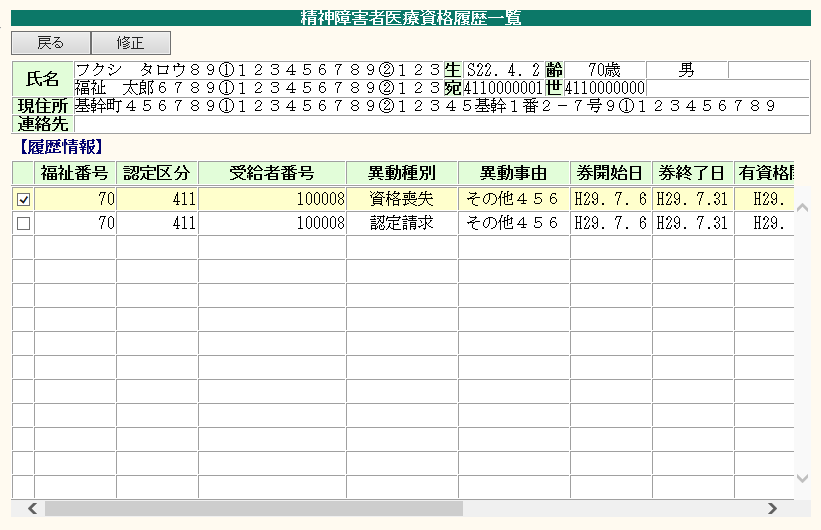 精神障害者医療資格履歴一覧
戻る 修正
氏名 フクシ　タロウ８９①１２３４５６７８９②１２３ 生 S22. 4. 2 齢 70歳 男
福祉　太郎６７８９①１２３４５６７８９②１２３ 宛 4110000001 世 4110000000
現住所 基幹町４５６７８９①１２３４５６７８９②１２３４５基幹１番２－７号９①１２３４５６７８９
連絡先
【履歴情報】
福祉番号 認定区分 受給者番号 異動種別 異動事由 券開始日 券終了日 有資格
70 411 100008 資格喪失 その他４５６ H29. 7. 6 H29. 7.31 H29.
70 411 100008 認定請求 その他４５６ H29. 7. 6 H29. 7.31 H29.